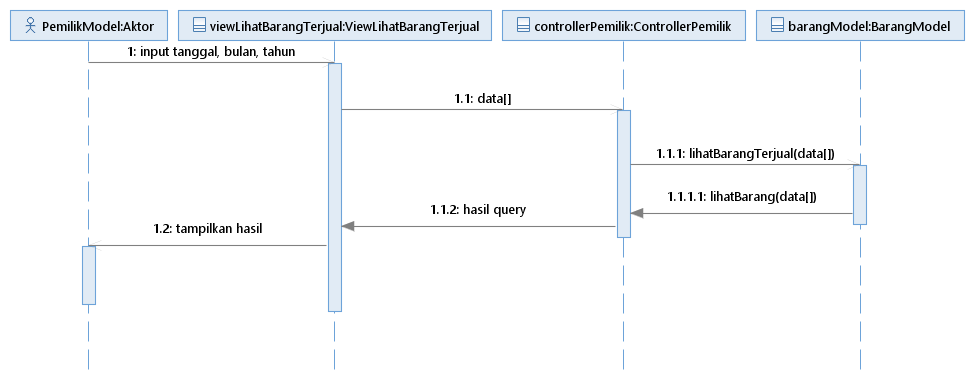 PemilikModel:Aktor
viewLihatBarangTerjual:ViewLihatBarangTerjual
controllerPemilik:ControllerPemilik
barangModel:BarangModel
1: input tanggal, bulan, tahun
1.1: data[]
1.1.1: lihatBarangTerjual(data[])
1.1.1.1: lihatBarang(data[])
1.1.2: hasil query
1.2: tampilkan hasil